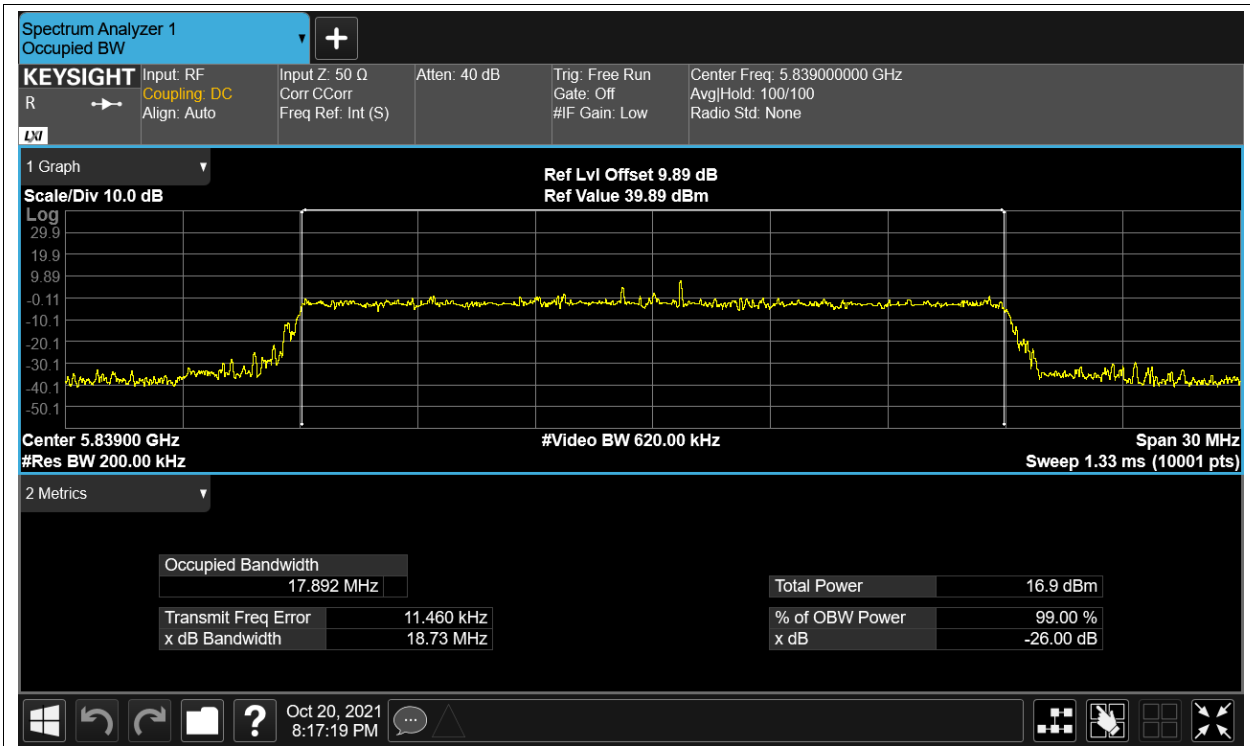 Spectrum Analyzer 1
Occupied BW
KEYSIGHT
R
LXI
Input: RF
Coupling: DC
Align: Auto
Input Z: 50 Ω
Corr CCorr
Freq Ref: Int (S)
Atten: 40 dB
Trig: Free Run
Gate: Off
#IF Gain: Low
Center Freq: 5.839000000 GHz
Avg|Hold: 100/100
Radio Std: None
1 Graph
Scale/Div 10.0 dB
Ref Lvl Offset 9.89 dB
Ref Value 39.89 dBm
Log
29.9
19.9
9.89
-0.11
-10.1
-20.1
-30.1
-40.1
-50.1
Center 5.83900 GHz
#Video BW 620.00 kHz
Span 30 MHz
#Res BW 200.00 kHz
Sweep 1.33 ms (10001 pts)
2 Metrics
Occupied Bandwidth
17.892 MHz
Transmit Freq Error 11.460 kHz
x dB Bandwidth 18.73 MHz
Total Power 16.9 dBm
% of OBW Power 99.00 %
x dB -26.00 dB
?
Oct 20, 2021
8:17:19 PM